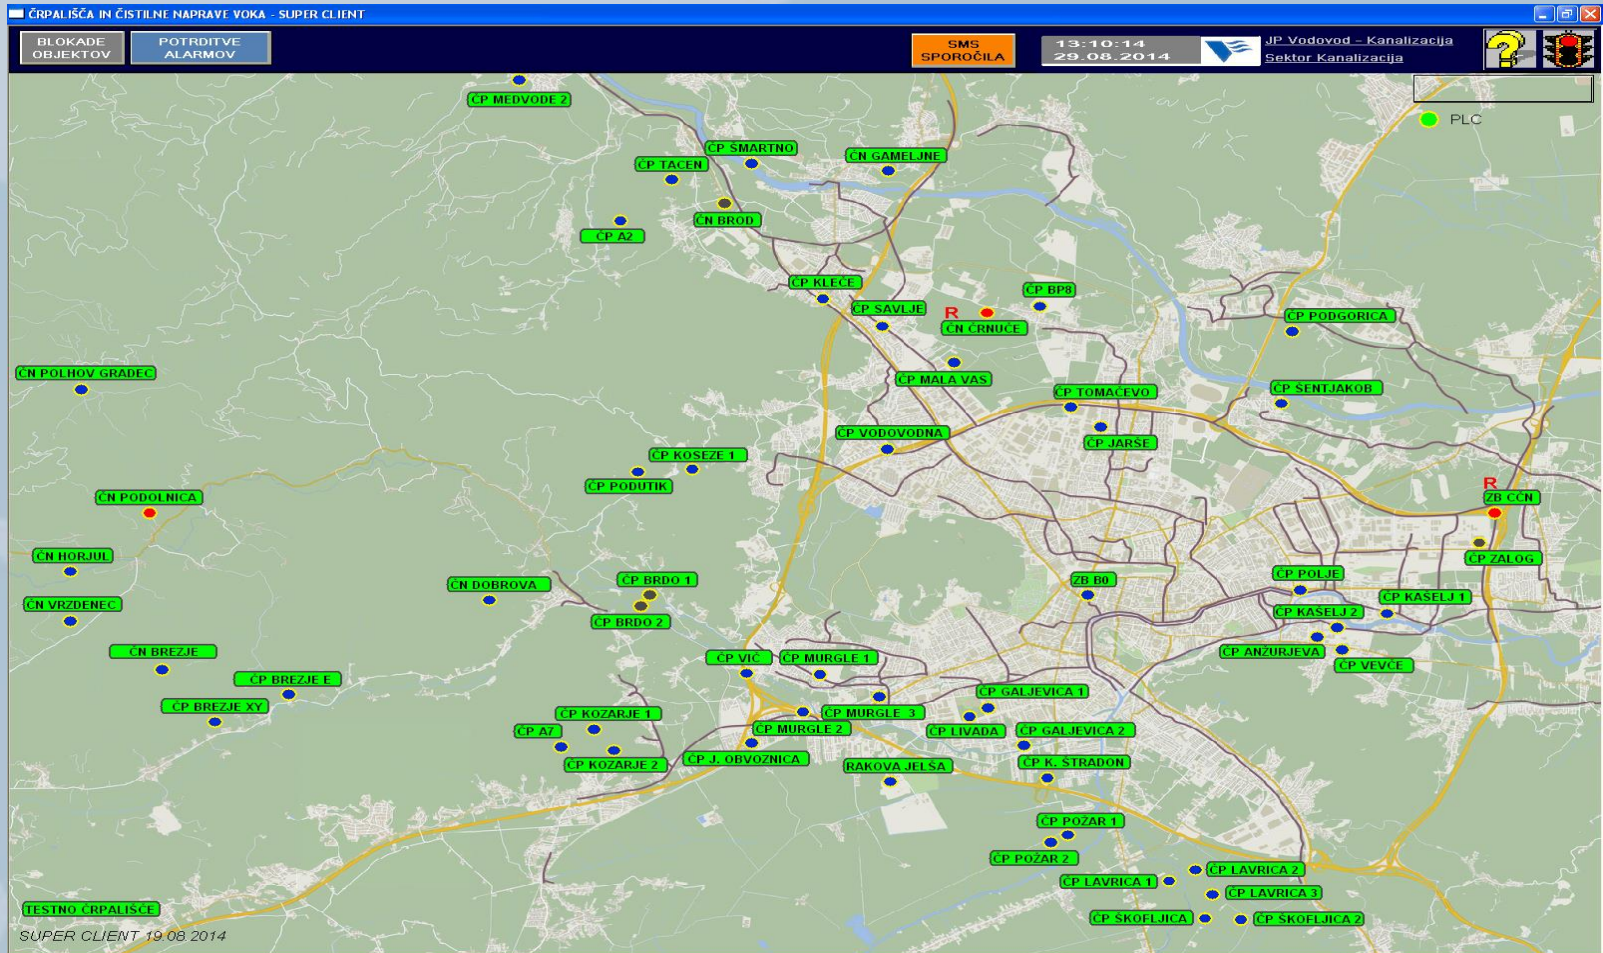 ČRPALIŠČA IN ČISTILNE NAPRAVE VOKA - SUPER CLIENT
BLOKADE
OBJEKTOV
POTRDITVE
ALARMOV
SMS
SPOROČILA
13:10:14
29.08.2014
JP Vodovod - Kanalizacija
Sektor Kanalizacija
PLC
ČP MEDVODE 2
ČP ŠMARTNO
ČP TACEN
ČN GAMELJNE
ČN BROD
ČP A2
ČP KLEČE
ČP BP8
ČP SAVLJE
R
ČN ČRNUČE
ČP PODGORICA
ČN POLHOV GRADEC
ČP MALA VAS
ČP TOMAČEVO
ČP ŠENTJAKOB
ČP VODOVODNA
ČP JARŠE
ČP KOSEZE 1
ČP PODUTIK
R
ČN PODOLNICA
ZB CČN
ČN HORJUL
ČP ZALOG
ČN DOBROVA
ČP BRDO 1
ZB B0
ČP POLJE
ČN VRZDENEC
ČP BRDO 2
ČP KAŠELJ 1
ČP KAŠELJ 2
ČN BREZJE
ČP VIČ
ČP MURGLE 1
ČP ANŽURJEVA
ČP VEVČE
ČP BREZJE E
ČP GALJEVICA 1
ČP BREZJE XY
ČP KOZARJE 1
ČP MURGLE 3
ČP A7
ČP MURGLE 2
ČP LIVADA
ČP GALJEVICA 2
ČP KOZARJE 2
ČP J. OBVOZNICA
RAKOVA JELŠA
ČP K. ŠTRADON
ČP POŽAR 1
ČP POŽAR 2
ČP LAVRICA 2
ČP LAVRICA 1
ČP LAVRICA 3
TESTNO ČRPALIŠČE
ČP ŠKOFLJICA
ČP ŠKOFLJICA 2
SUPER CLIENT 19.08.2014